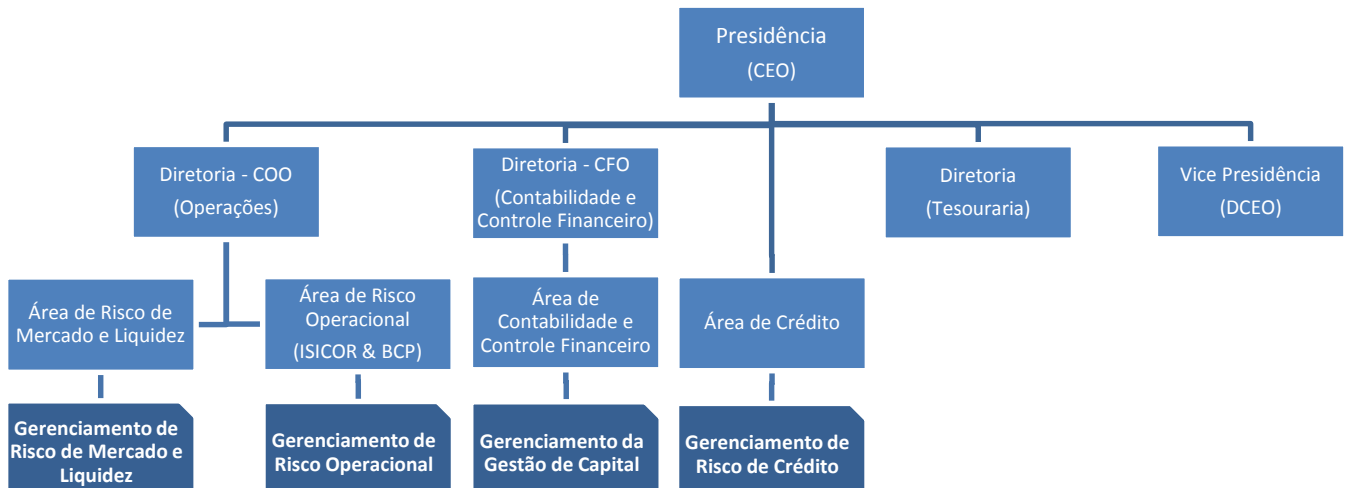 Presidência
(CEO)
Diretoria - COO
(Operações)
Diretoria - CFO
(Contabilidade e
Controle Financeiro)
Diretoria
(Tesouraria)
Vice Presidência
(DCEO)
Área de Risco de
Mercado e Liquidez
Área de Risco
Operacional
(ISICOR & BCP)
Área de
Contabilidade e
Controle Financeiro
Área de Crédito
Gerenciamento de
Risco de Mercado e
Liquidez
Gerenciamento de
Risco Operacional
Gerenciamento da
Gestão de Capital
Gerenciamento de
Risco de Crédito